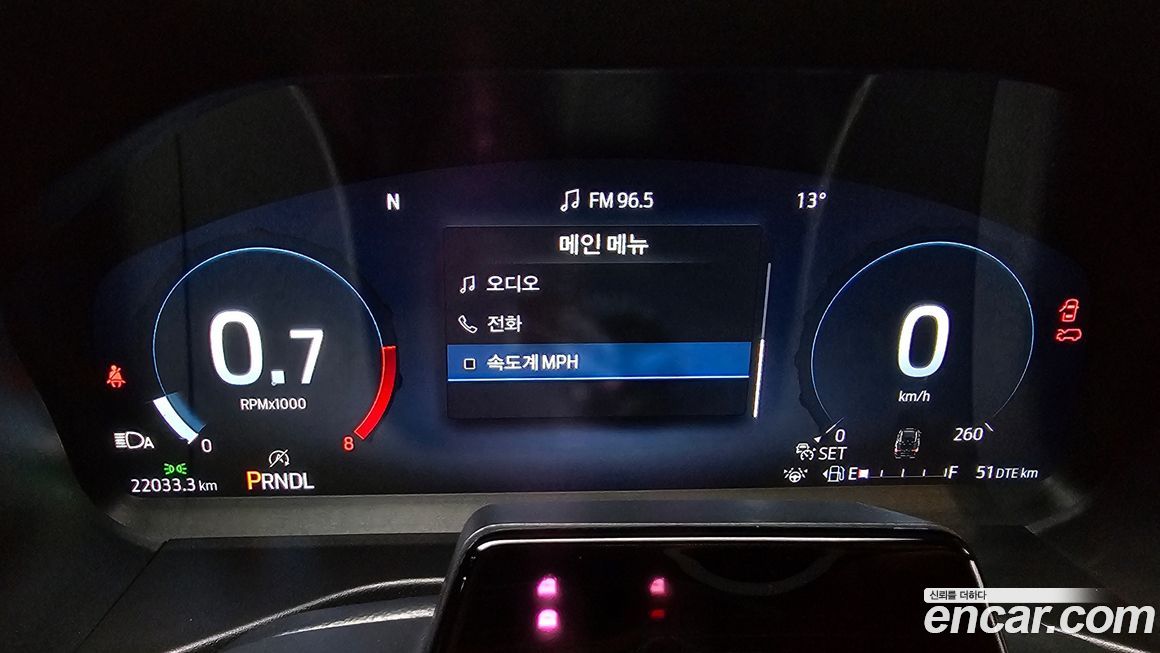 N
FM 96.5
13°
메인 메뉴
오디오
전화
속도계 MPH
0.7
RPMx1000
0
8
A
22033.3 km
PRNDL
0
km/h
0
260
SET
E
F
51 DTE km
신뢰를 더하다
encar.com